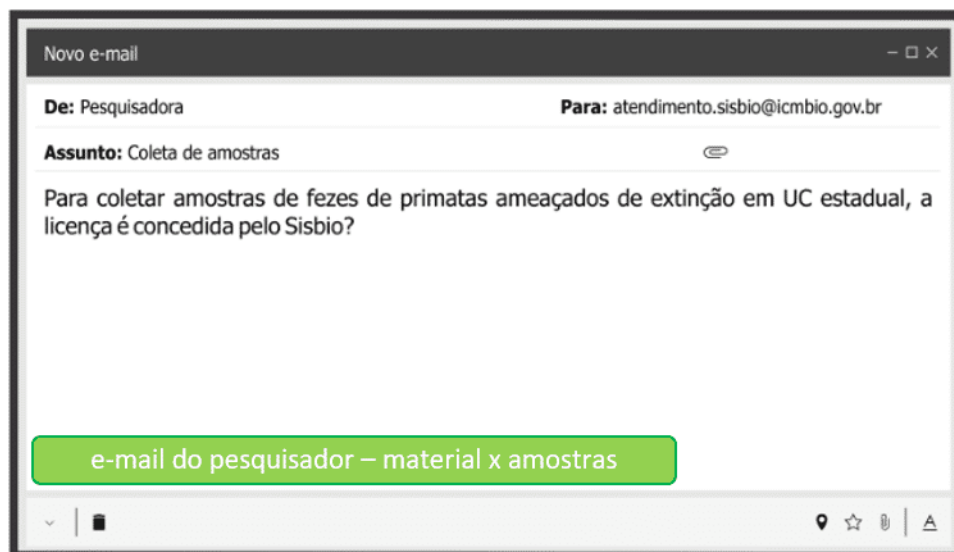 Novo e-mail
De: Pesquisadora Para: atendimento.sisbio@icmbio.gov.br
Assunto: Coleta de amostras
Para coletar amostras de fezes de primatas ameaçados de extinção em UC estadual, a
licença é concedida pelo Sisbio?
e-mail do pesquisador – material x amostras
A